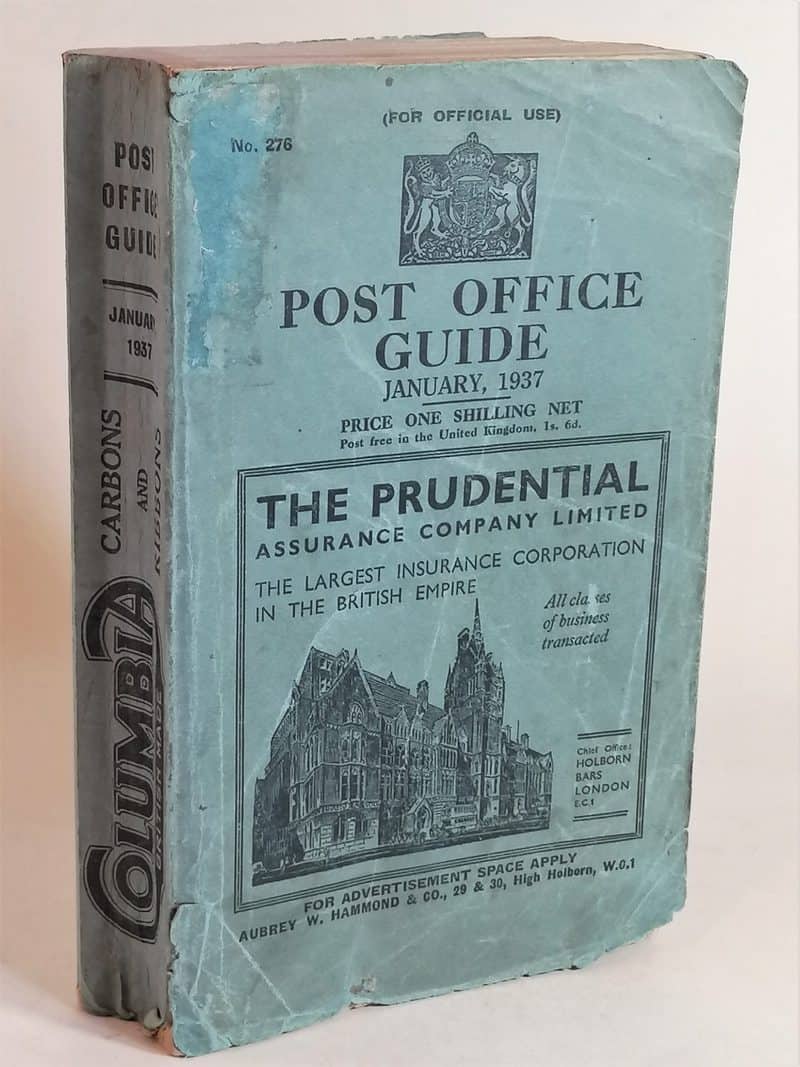 POST
OFFICE
GUIDE
JANUARY
1937
CARBONS
AND
RIBBONS
COLUMBIA
BRITISH MADE
(FOR OFFICIAL USE)
No. 276
POST OFFICE
GUIDE
JANUARY, 1937
PRICE ONE SHILLING NET
Post free in the United Kingdom, 1s. 6d.
THE PRUDENTIAL
ASSURANCE COMPANY LIMITED
THE LARGEST INSURANCE CORPORATION
IN THE BRITISH EMPIRE
All classes
of business
transacted
Chief Office:
HOLBORN
BARS
LONDON
E.C.1
FOR ADVERTISEMENT SPACE APPLY
AUBREY W. HAMMOND & CO., 29 & 30, High Holborn, W.C.1